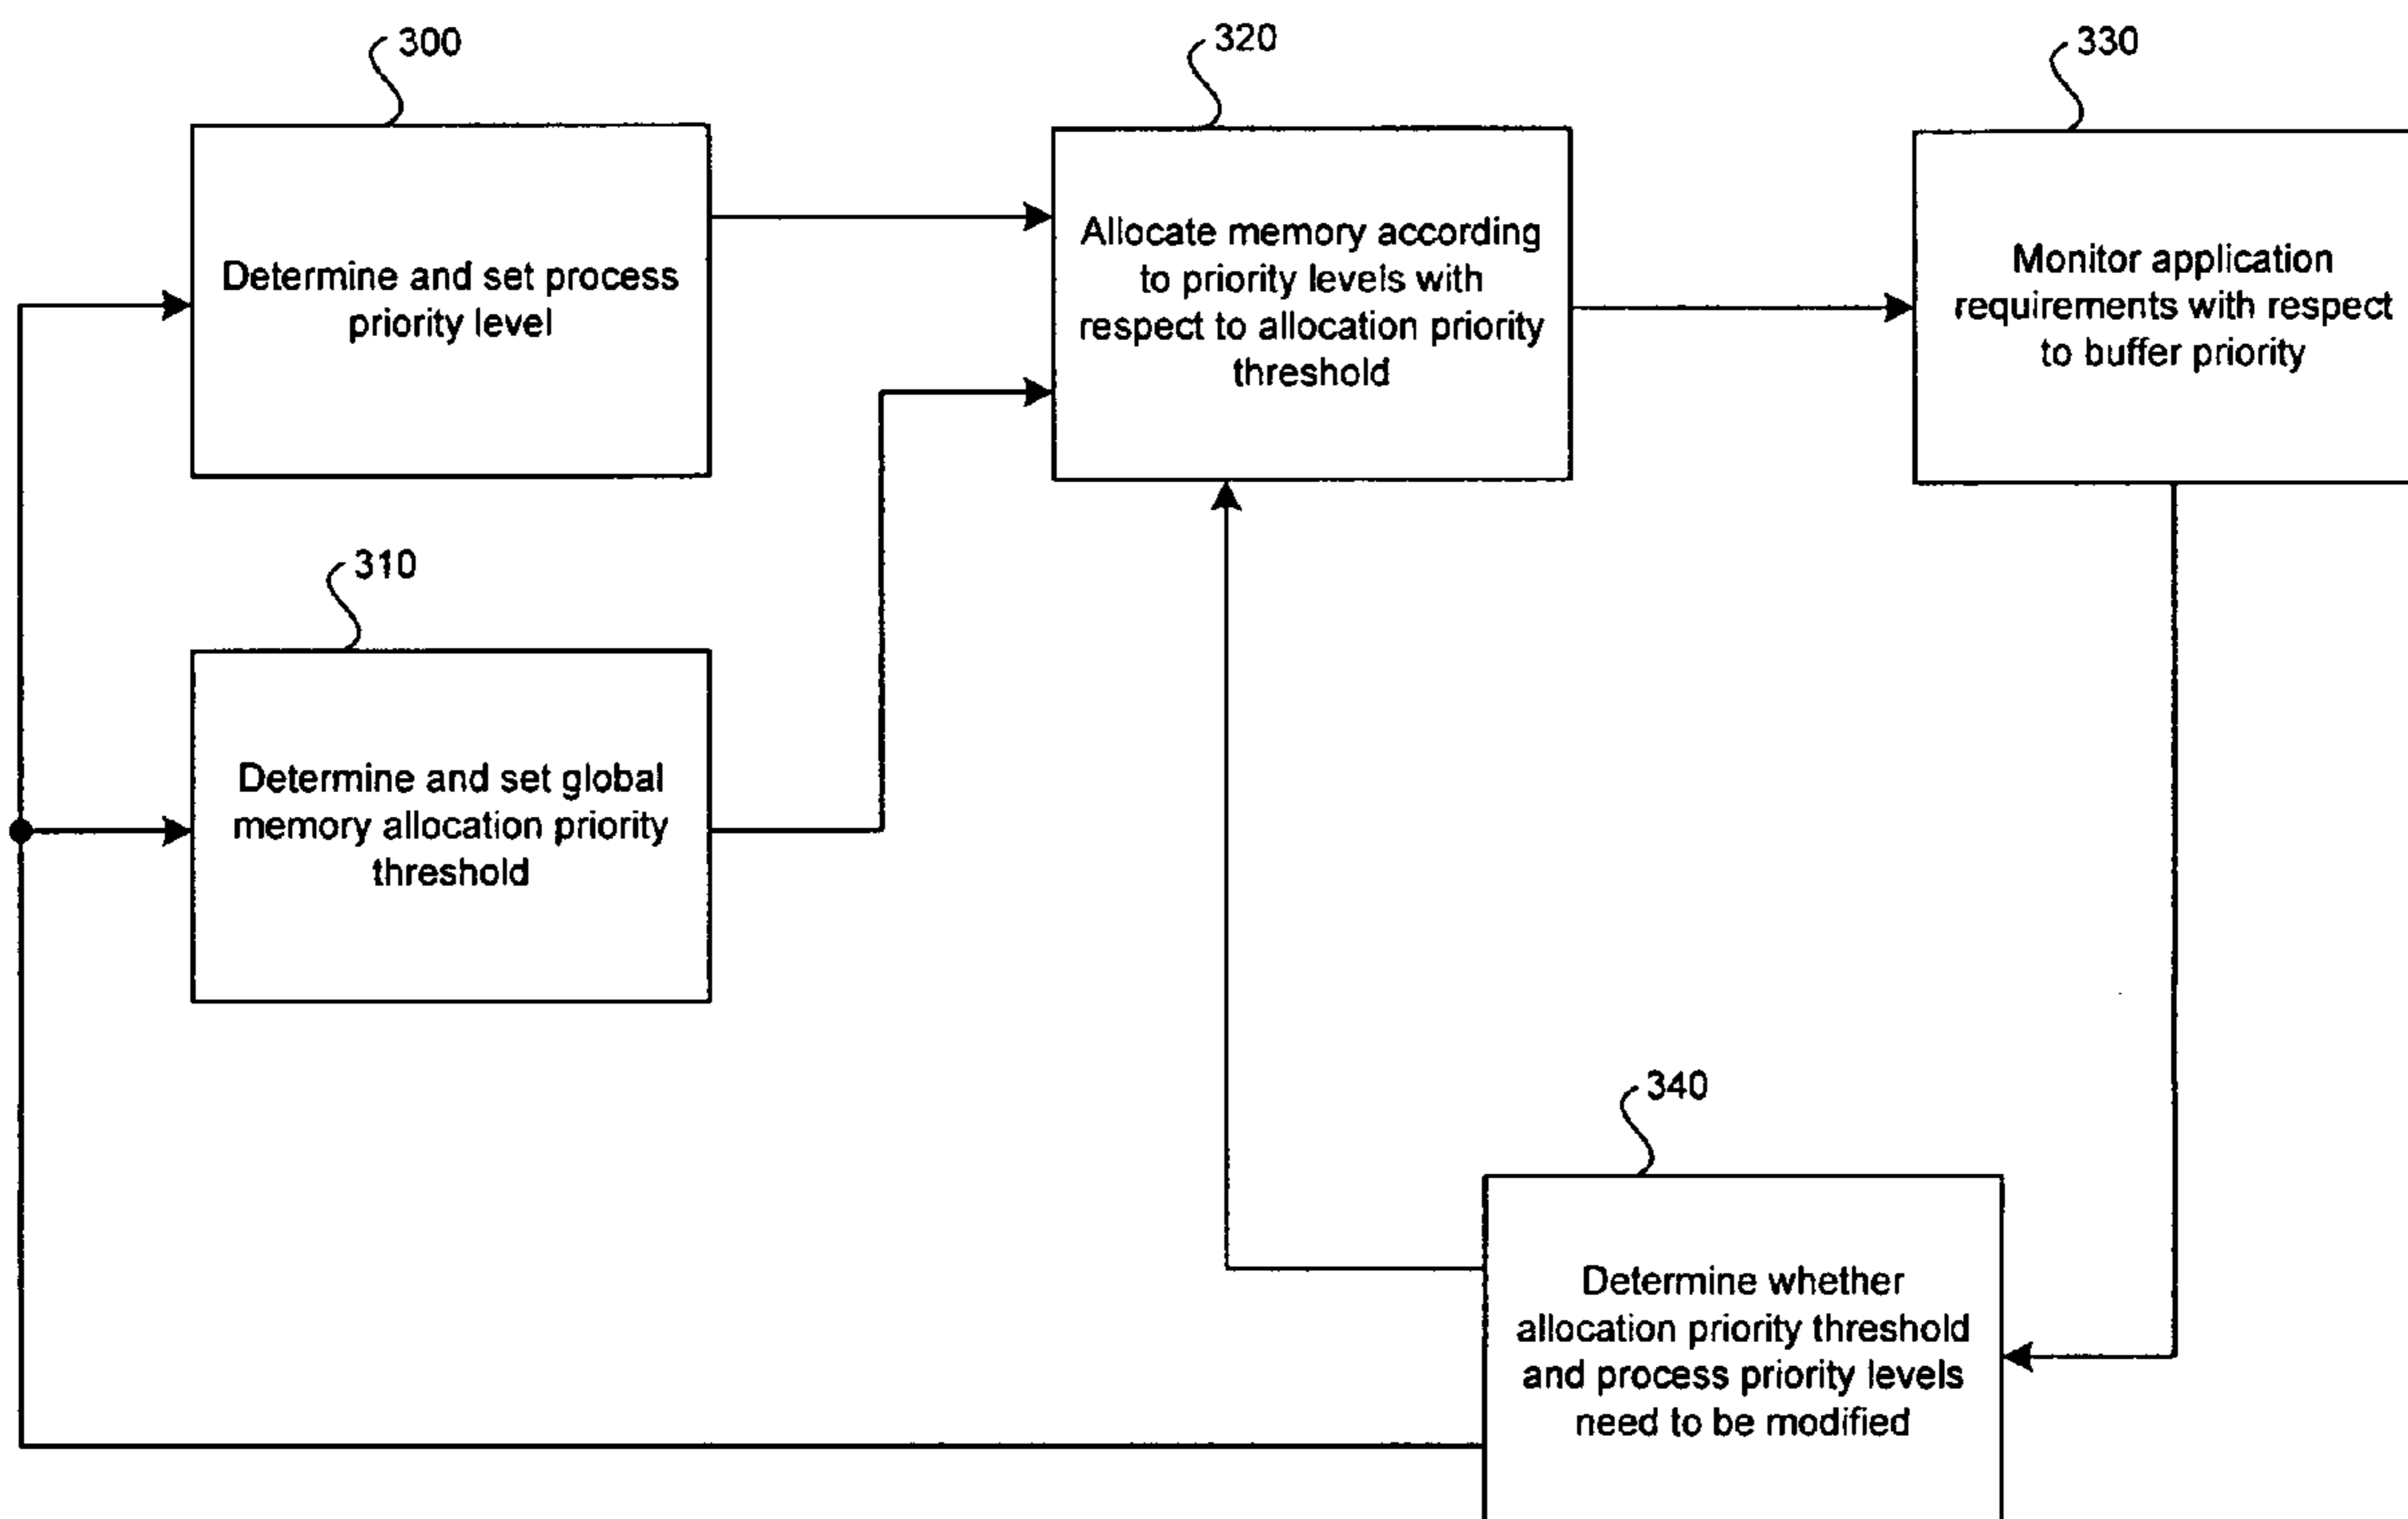 300
320
330
Determine and set process
priority level
Allocate memory according
to priority levels with
respect to allocation priority
threshold
Monitor application
requirements with respect
to buffer priority
310
Determine and set global
memory allocation priority
threshold
340
Determine whether
allocation priority threshold
and process priority levels
need to be modified